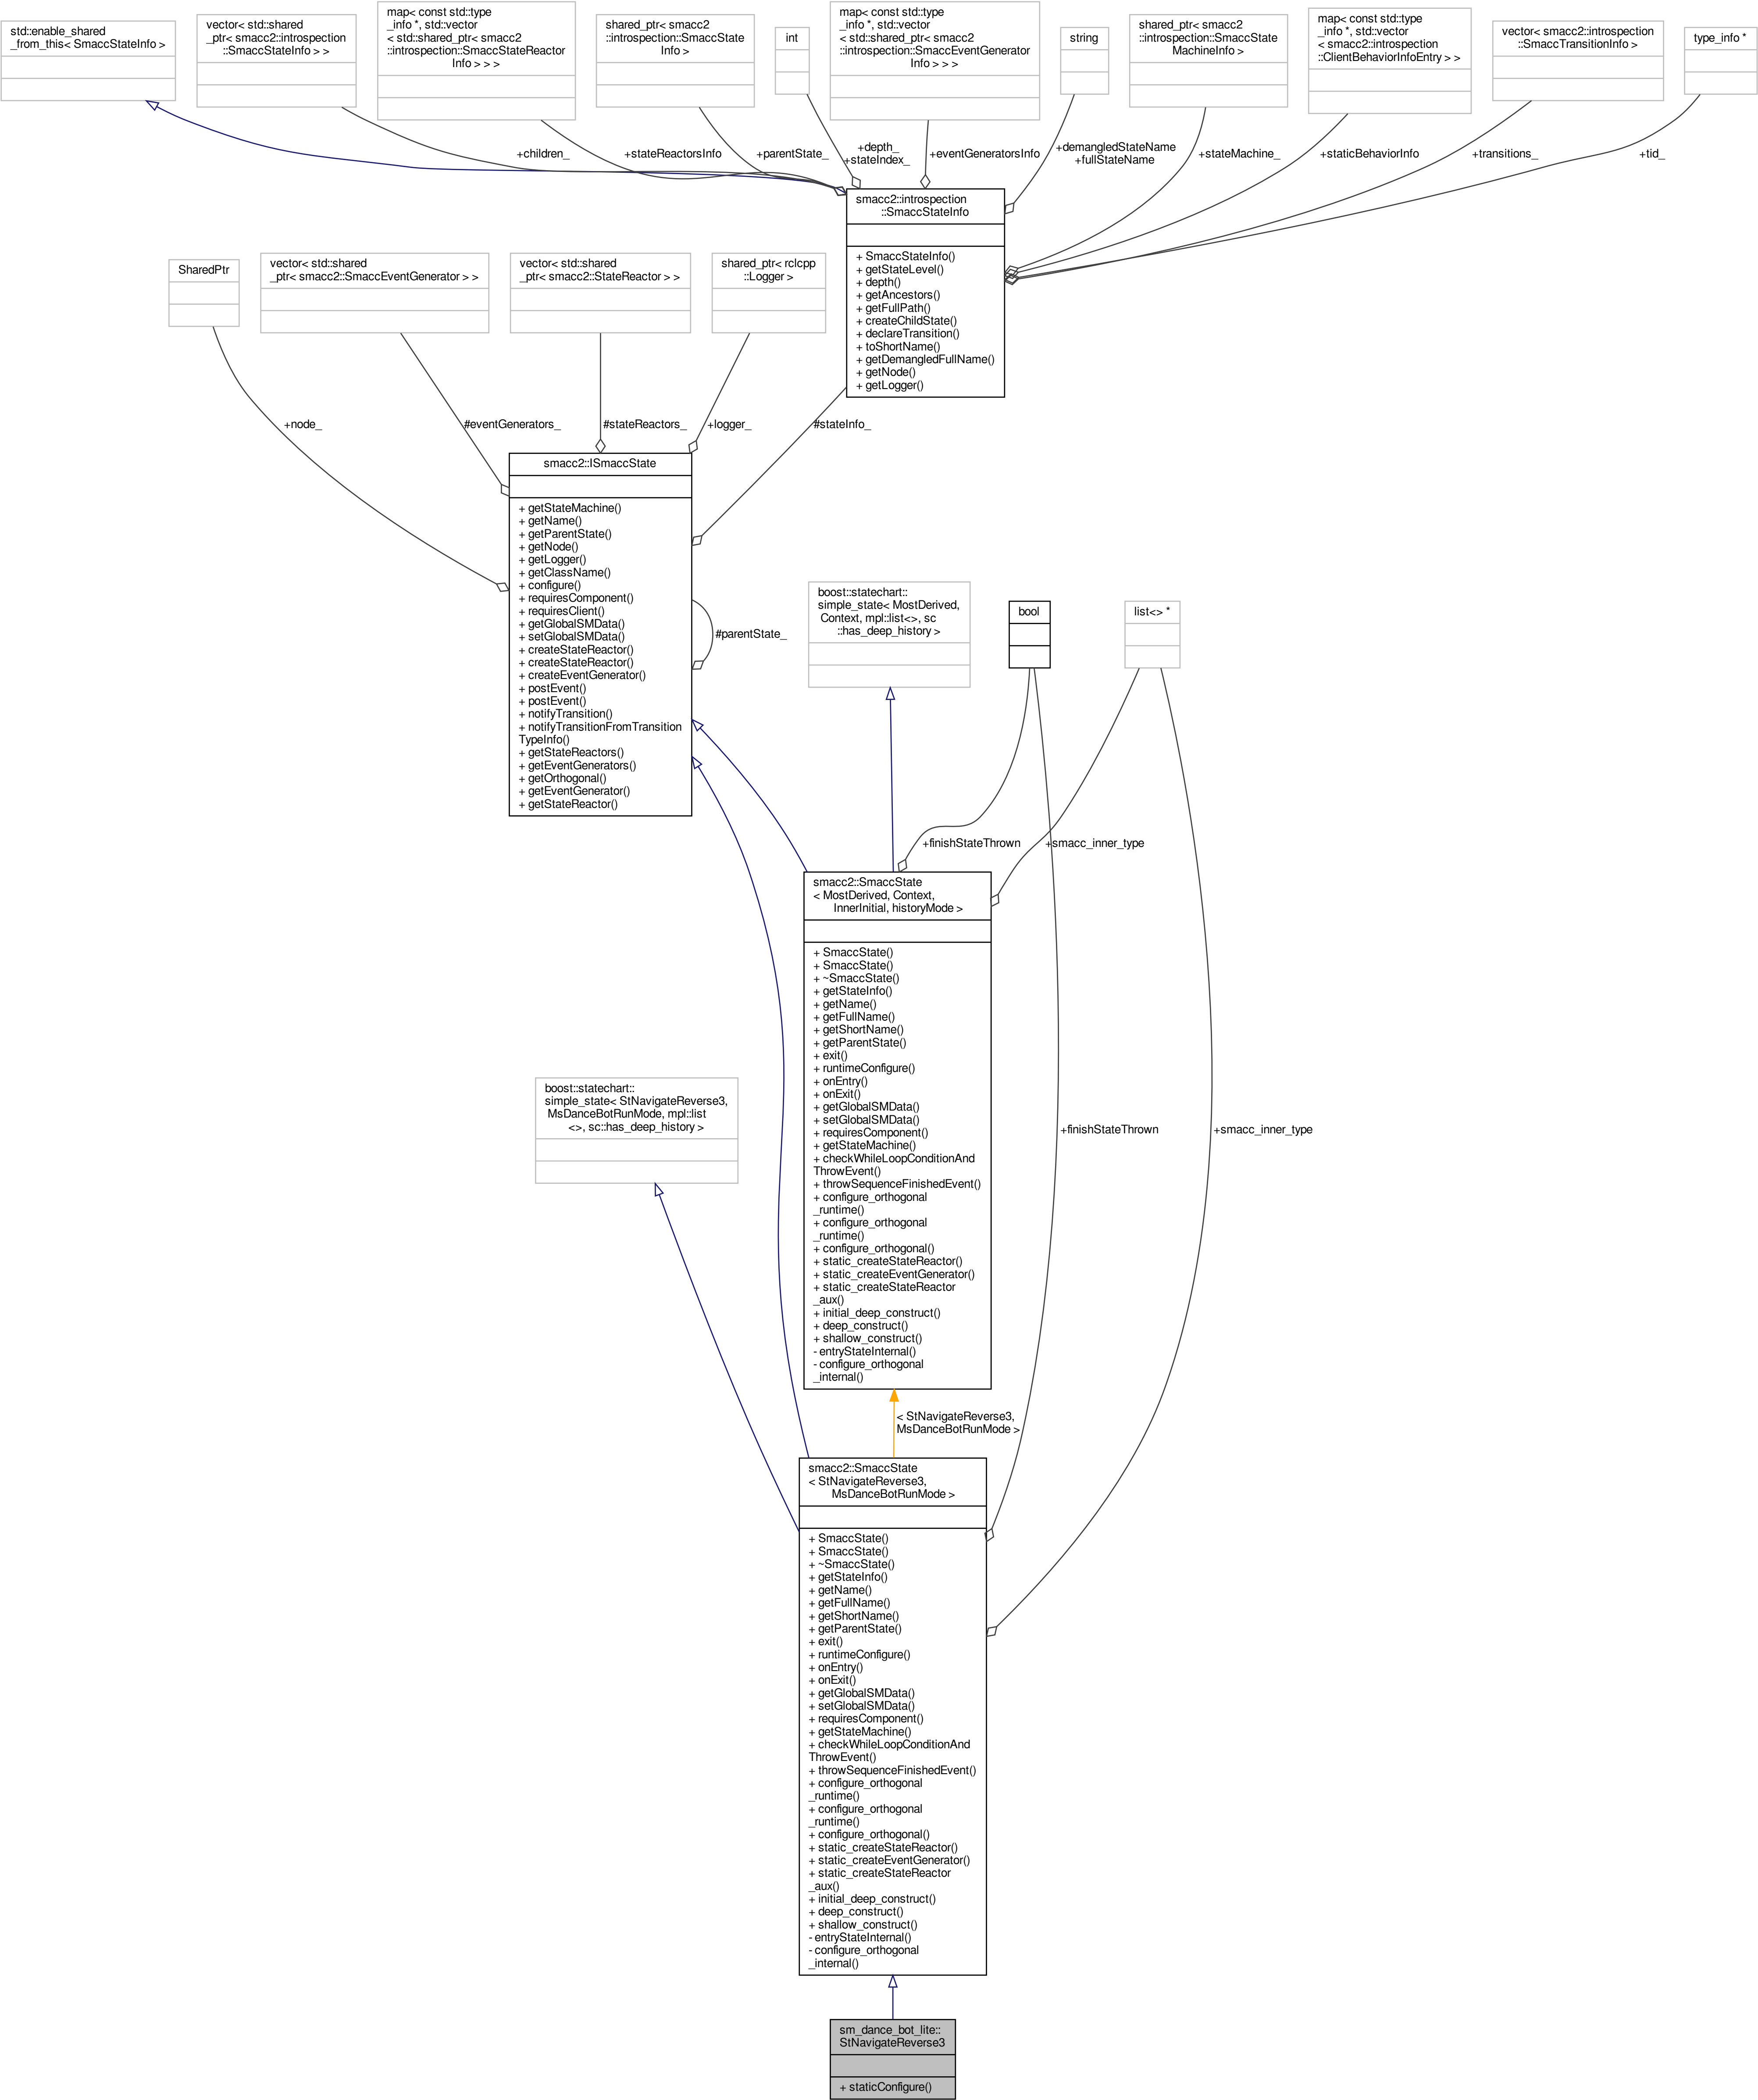 std::enable_shared
_from_this< SmaccStateInfo >
vector< std::shared
_ptr< smacc2::introspection
::SmaccStateInfo > >
map< const std::type
_info *, std::vector
< std::shared_ptr< smacc2
::introspection::SmaccStateReactor
Info > > >
shared_ptr< smacc2
::introspection::SmaccState
Info >
int
map< const std::type
_info *, std::vector
< std::shared_ptr< smacc2
::introspection::SmaccEventGenerator
Info > > >
string
shared_ptr< smacc2
::introspection::SmaccState
MachineInfo >
map< const std::type
_info *, std::vector
< smacc2::introspection
::ClientBehaviorInfoEntry > >
vector< smacc2::introspection
::SmaccTransitionInfo >
type_info *
+children_
+stateReactorsInfo
+parentState_
+depth_
+stateIndex_
+eventGeneratorsInfo
+demangledStateName
+fullStateName
+stateMachine_
+staticBehaviorInfo
+transitions_
+tid_
smacc2::introspection
::SmaccStateInfo
+ SmaccStateInfo()
+ getStateLevel()
+ depth()
+ getAncestors()
+ getFullPath()
+ createChildState()
+ declareTransition()
+ toShortName()
+ getDemangledFullName()
+ getNode()
+ getLogger()
SharedPtr
vector< std::shared
_ptr< smacc2::SmaccEventGenerator > >
vector< std::shared
_ptr< smacc2::StateReactor > >
shared_ptr< rclcpp
::Logger >
+node_
#eventGenerators_
#stateReactors_
+logger_
#stateInfo_
smacc2::ISmaccState
+ getStateMachine()
+ getName()
+ getParentState()
+ getNode()
+ getLogger()
+ getClassName()
+ configure()
+ requiresComponent()
+ requiresClient()
+ getGlobalSMData()
+ setGlobalSMData()
+ createStateReactor()
+ createStateReactor()
+ createEventGenerator()
+ postEvent()
+ postEvent()
+ notifyTransition()
+ notifyTransitionFromTransition
TypeInfo()
+ getStateReactors()
+ getEventGenerators()
+ getOrthogonal()
+ getEventGenerator()
+ getStateReactor()
#parentState_
boost::statechart::
simple_state< MostDerived,
Context, mpl::list<>, sc
::has_deep_history >
bool
list<> *
+finishStateThrown
+smacc_inner_type
smacc2::SmaccState
< MostDerived, Context,
InnerInitial, historyMode >
+ SmaccState()
+ SmaccState()
+ ~SmaccState()
+ getStateInfo()
+ getName()
+ getFullName()
+ getShortName()
+ getParentState()
+ exit()
+ runtimeConfigure()
+ onEntry()
+ onExit()
+ getGlobalSMData()
+ setGlobalSMData()
+ requiresComponent()
+ getStateMachine()
+ checkWhileLoopConditionAnd
ThrowEvent()
+ throwSequenceFinishedEvent()
+ configure_orthogonal
_runtime()
+ configure_orthogonal
_runtime()
+ configure_orthogonal()
+ static_createStateReactor()
+ static_createEventGenerator()
+ static_createStateReactor
_aux()
+ initial_deep_construct()
+ deep_construct()
+ shallow_construct()
- entryStateInternal()
- configure_orthogonal
_internal()
boost::statechart::
simple_state< StNavigateReverse3,
MsDanceBotRunMode, mpl::list
<>, sc::has_deep_history >
+finishStateThrown
+smacc_inner_type
< StNavigateReverse3,
MsDanceBotRunMode >
smacc2::SmaccState
< StNavigateReverse3,
MsDanceBotRunMode >
+ SmaccState()
+ SmaccState()
+ ~SmaccState()
+ getStateInfo()
+ getName()
+ getFullName()
+ getShortName()
+ getParentState()
+ exit()
+ runtimeConfigure()
+ onEntry()
+ onExit()
+ getGlobalSMData()
+ setGlobalSMData()
+ requiresComponent()
+ getStateMachine()
+ checkWhileLoopConditionAnd
ThrowEvent()
+ throwSequenceFinishedEvent()
+ configure_orthogonal
_runtime()
+ configure_orthogonal
_runtime()
+ configure_orthogonal()
+ static_createStateReactor()
+ static_createEventGenerator()
+ static_createStateReactor
_aux()
+ initial_deep_construct()
+ deep_construct()
+ shallow_construct()
- entryStateInternal()
- configure_orthogonal
_internal()
sm_dance_bot_lite::
StNavigateReverse3
+ staticConfigure()